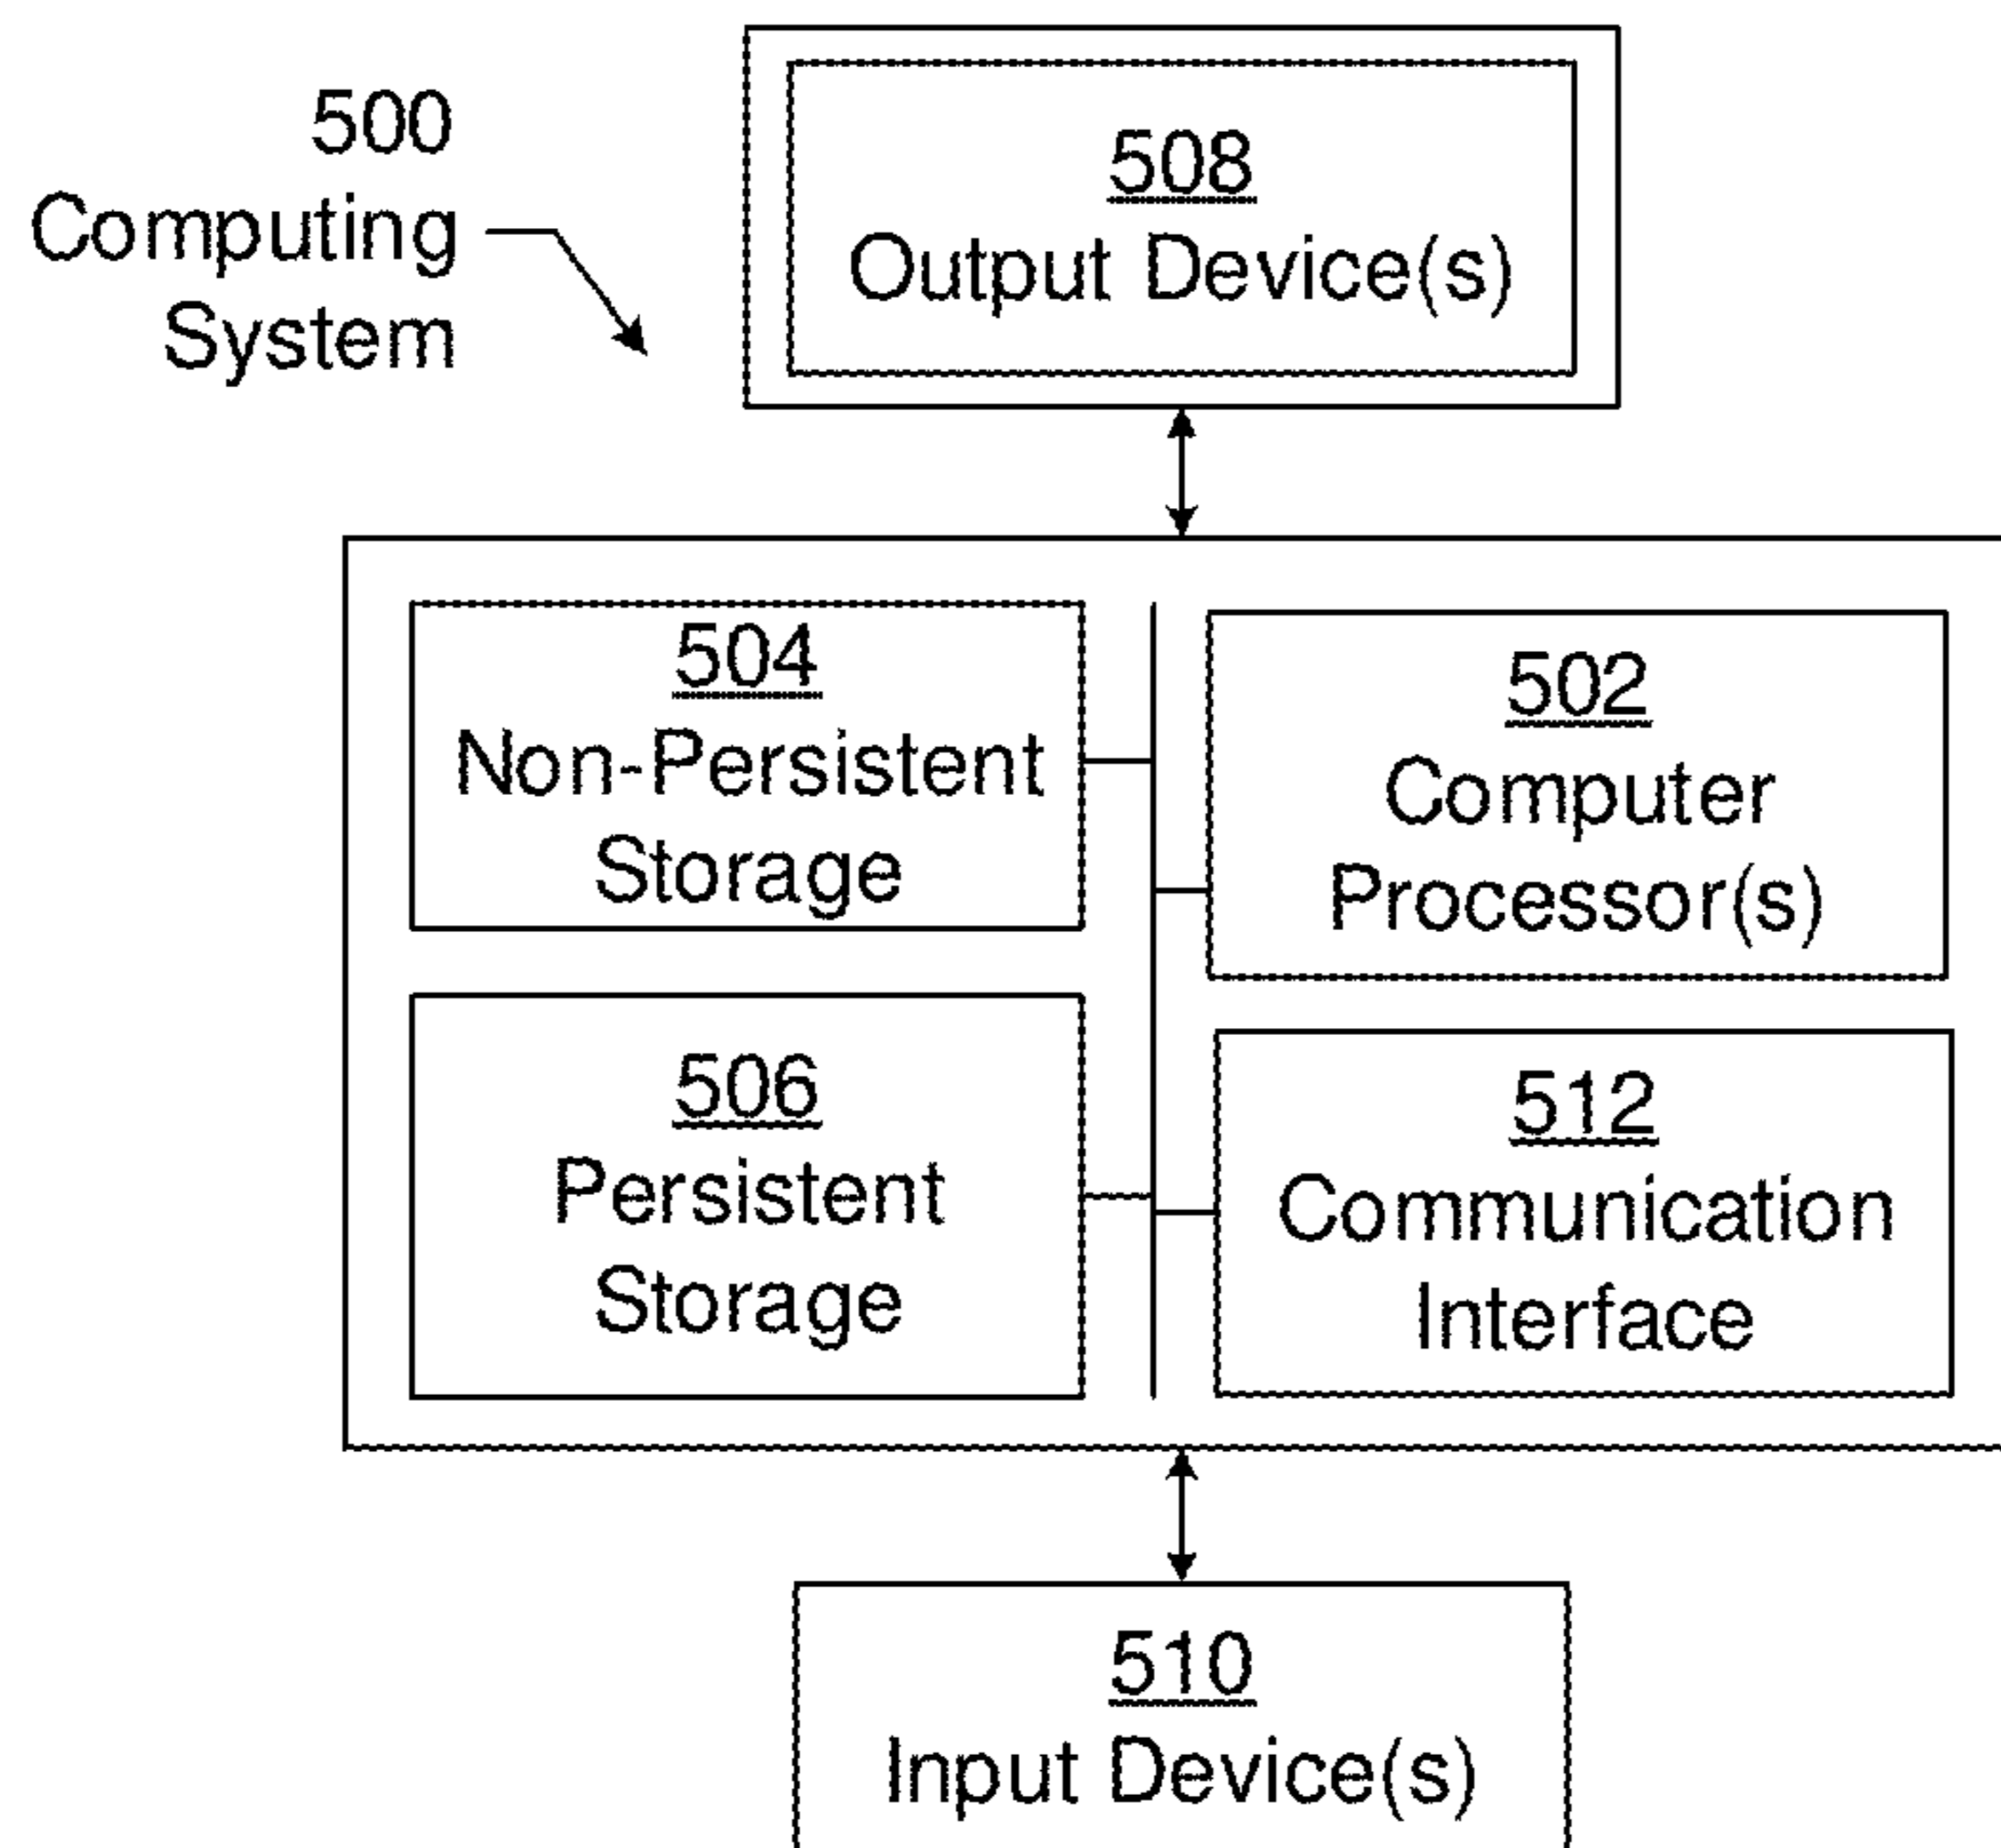 500
Computing
System
508
Output Device(s)
504
Non-Persistent
Storage
502
Computer
Processor(s)
506
Persistent
Storage
512
Communication
Interface
510
Input Device(s)